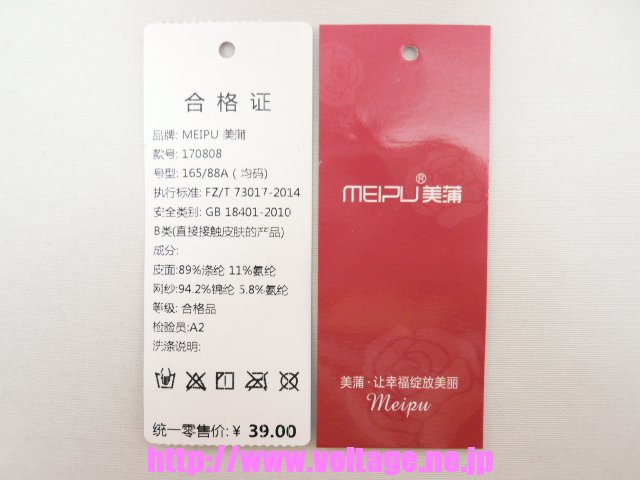 合格证
品牌: MEIPU 美蒲
款号: 170808
号型: 165/88A ( 均码)
执行标准: FZ/T 73017-2014
安全类别: GB 18401-2010
B类(直接接触皮肤的产品)
成分:
皮面:89%涤纶 11%氨纶
网纱:94.2%锦纶 5.8%氨纶
等级: 合格品
检验员:A2
洗涤说明:
统一零售价: ¥ 39.00
MEIPU®美蒲
美蒲·让幸福绽放美丽
Meipu
http://www.voltage.ne.jp